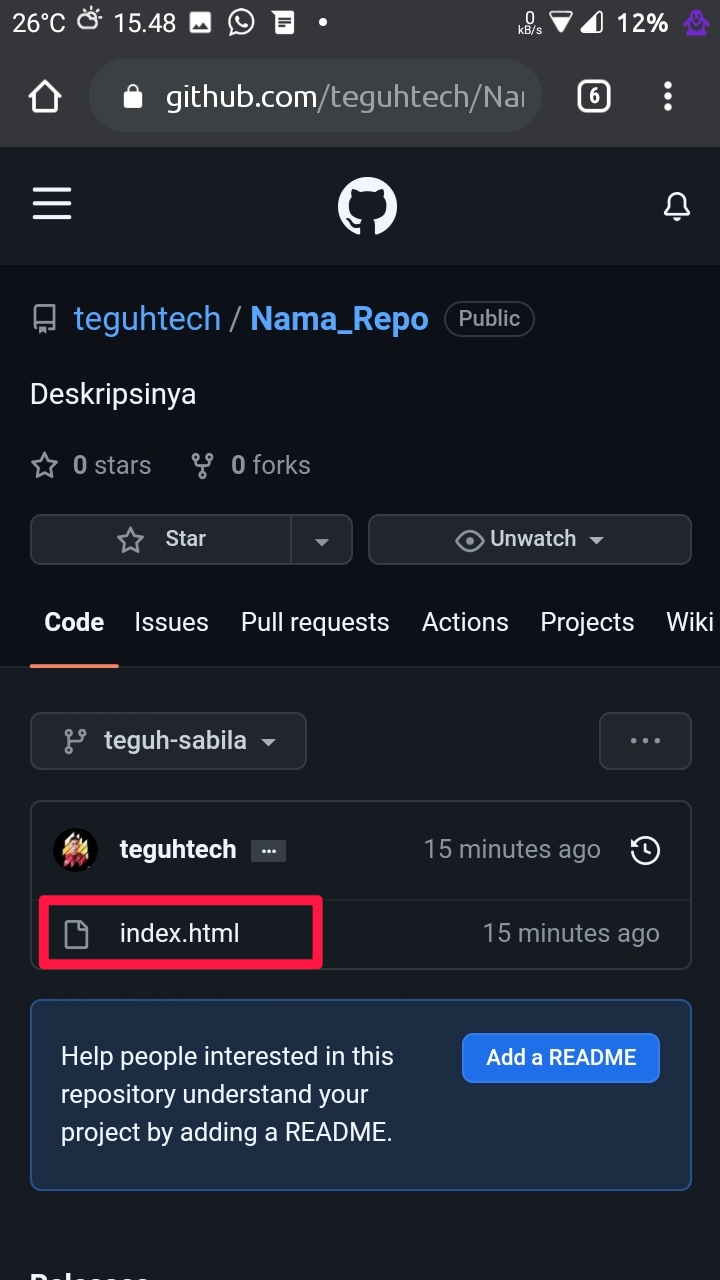 26°C 15.48 0 kB/s 12%
github.com/teguhtech/Nar 6
teguhtech / Nama_Repo Public
Deskripsinya
0 stars 0 forks
Star Unwatch
Code Issues Pull requests Actions Projects Wiki
teguh-sabila
teguhtech 15 minutes ago
index.html 15 minutes ago
Help people interested in this
repository understand your
project by adding a README.
Add a README
Releases